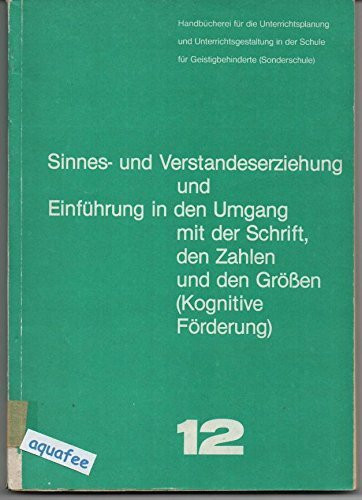 Handbücherei für die Unterrichtsplanung
und Unterrichtsgestaltung in der Schule
für Geistigbehinderte (Sonderschule)
Sinnes- und Verstandeserziehung
und
Einführung in den Umgang
mit der Schrift,
den Zahlen
und den Größen
(Kognitive
Förderung)
12
aquafee